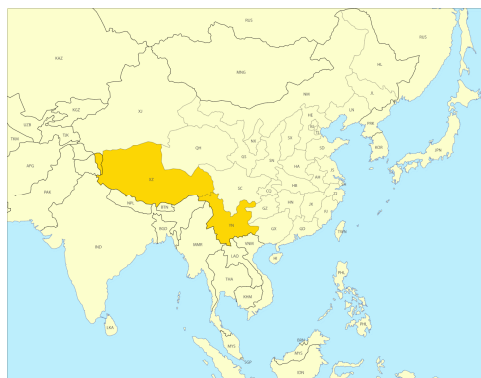 RUS
RUS
KAZ
HL
MNG
NM
JL
KGZ
XJ
LN
HE
UZB
PRK
TJK
TKM
BJ
TJ
NX
SX
QH
SD
KOR
JPN
GS
SN
AFG
HA
JS
XZ
HB
AH
SC
CQ
PAK
ZJ
NPL
HN
JX
BTN
GZ
FJ
YN
BGD
GX
GD
TWN
MMR
VNM
IND
LAO
HI
THA
PHL
KHM
LKA
PHL
BRN
MYS
MYS
SGP
IDN